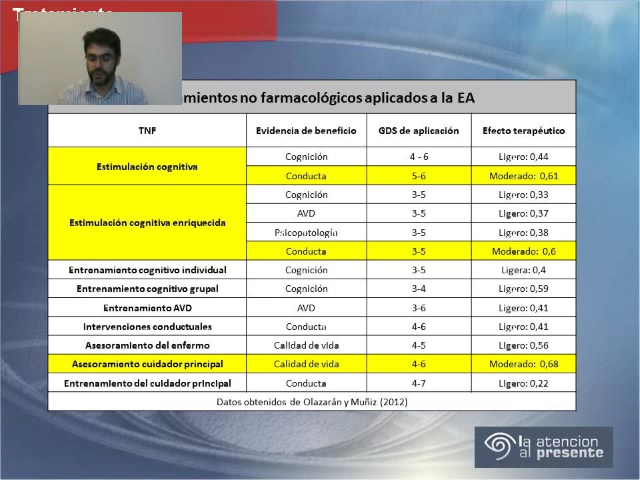 Tratamiento
mientos no farmacológicos aplicados a la EA
TNF Evidencia de beneficio GDS de aplicación Efecto terapéutico
Estimulación cognitiva Cognición 4 - 6 Ligero: 0,44
Conducta 5-6 Moderado: 0,61
Estimulación cognitiva enriquecida Cognición 3-5 Ligero: 0,33
AVD 3-5 Ligero: 0,37
Psicopatología 3-5 Ligero: 0,38
Conducta 3-5 Moderado: 0,6
Entrenamiento cognitivo individual Cognición 3-5 Ligera: 0,4
Entrenamiento cognitivo grupal Cognición 3-4 Ligero: 0,59
Entrenamiento AVD AVD 3-6 Ligero: 0,41
Intervenciones conductuales Conducta 4-6 Ligero: 0,41
Asesoramiento del enfermo Calidad de vida 4-5 Ligero: 0,56
Asesoramiento cuidador principal Calidad de vida 4-6 Moderado: 0,68
Entrenamiento del cuidador principal Conducta 4-7 Ligero: 0,22
Datos obtenidos de Olazarán y Muñiz (2012)
la atencion
al presente